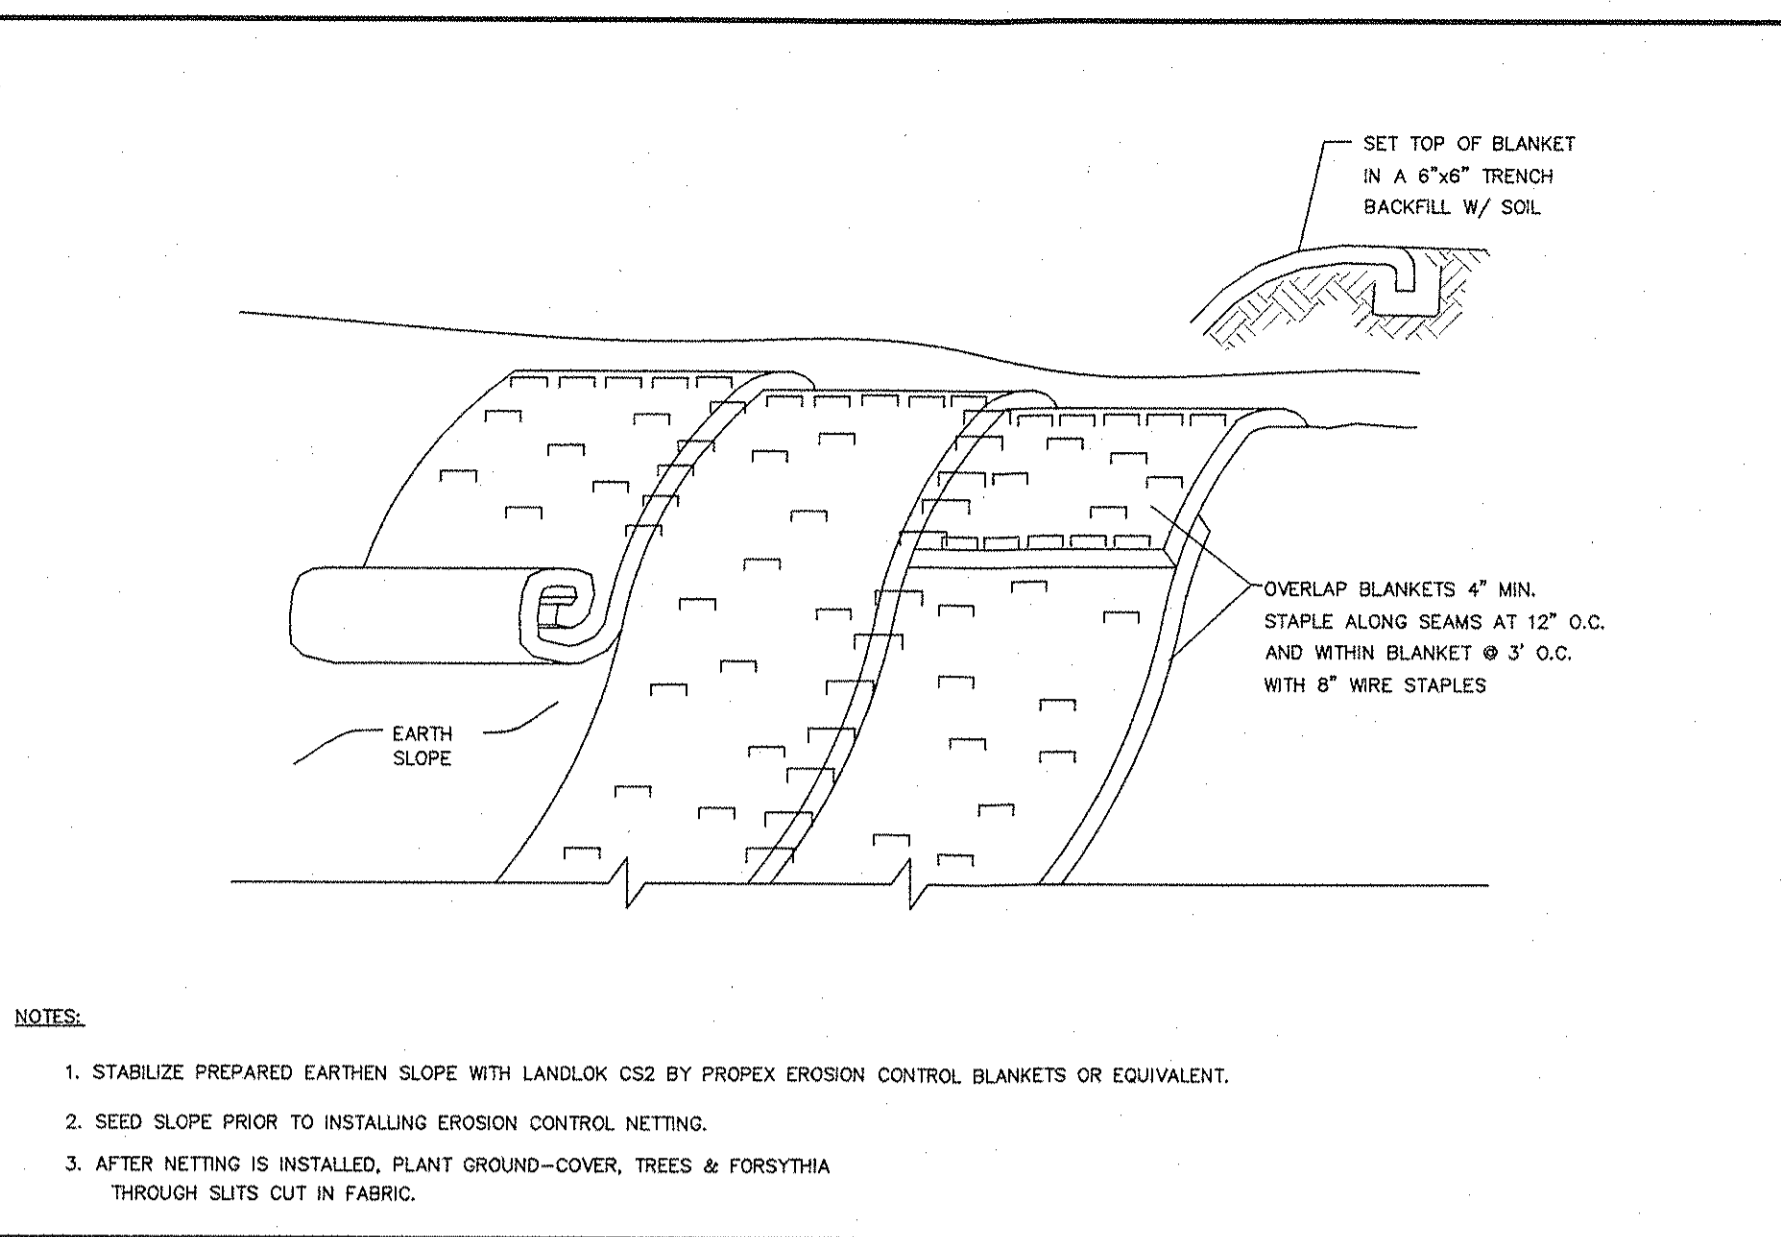 SET TOP OF BLANKET
IN A 6"x6" TRENCH
BACKFILL W/ SOIL
OVERLAP BLANKETS 4" MIN.
STAPLE ALONG SEAMS AT 12" O.C.
AND WITHIN BLANKET @ 3' O.C.
WITH 8" WIRE STAPLES
EARTH
SLOPE
NOTES:
1. STABILIZE PREPARED EARTHEN SLOPE WITH LANDLOK CS2 BY PROPEX EROSION CONTROL BLANKETS OR EQUIVALENT.
2. SEED SLOPE PRIOR TO INSTALLING EROSION CONTROL NETTING.
3. AFTER NETTING IS INSTALLED, PLANT GROUND-COVER, TREES & FORSYTHIA
THROUGH SLITS CUT IN FABRIC.